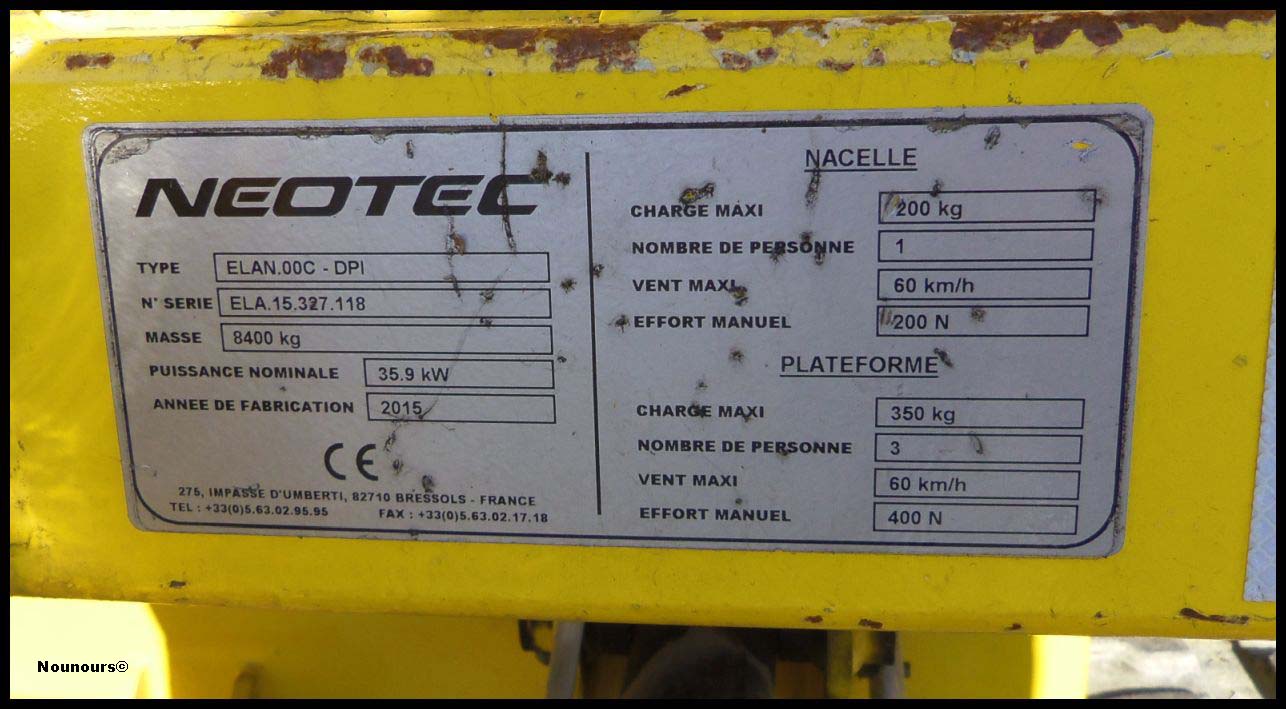 NEOTEC
TYPE ELAN.00C - DPI
N° SERIE ELA.15.327.118
MASSE 8400 kg
PUISSANCE NOMINALE 35.9 kW
ANNEE DE FABRICATION 2015
CE
275, IMPASSE D'UMBERTI, 82710 BRESSOLS - FRANCE
TEL : +33(0)5.63.02.95.95 FAX : +33(0)5.63.02.17.18
NACELLE
CHARGE MAXI 200 kg
NOMBRE DE PERSONNE 1
VENT MAXI 60 km/h
EFFORT MANUEL 200 N
PLATEFORME
CHARGE MAXI 350 kg
NOMBRE DE PERSONNE 3
VENT MAXI 60 km/h
EFFORT MANUEL 400 N
Nounours©